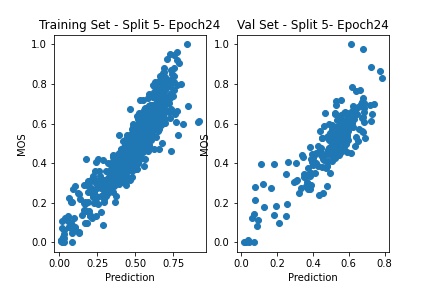 Training Set - Split 5- Epoch24
Val Set - Split 5- Epoch24
1.0
0.8
0.6
0.4
0.2
0.0
MOS
0.00 0.25 0.50 0.75
Prediction
1.0
0.8
0.6
0.4
0.2
0.0
MOS
0.0 0.2 0.4 0.6 0.8
Prediction